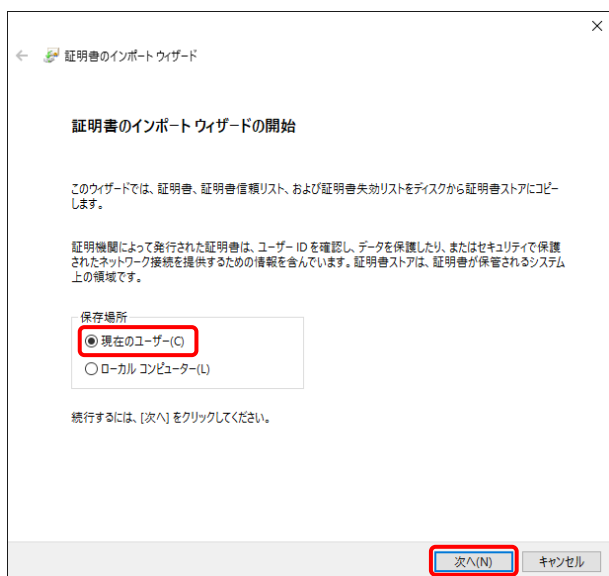 証明書のインポート ウィザード
証明書のインポート ウィザードの開始
このウィザードでは、証明書、証明書信頼リスト、および証明書失効リストをディスクから証明書ストアにコピー
します。
証明機関によって発行された証明書は、ユーザー ID を確認し、データを保護したり、またはセキュリティで保護
されたネットワーク接続を提供するための情報を含んでいます。証明書ストアは、証明書が保管されるシステム
上の領域です。
保存場所
現在のユーザー(C)
ローカル コンピューター(L)
続行するには、[次へ] をクリックしてください。
次へ(N)
キャンセル